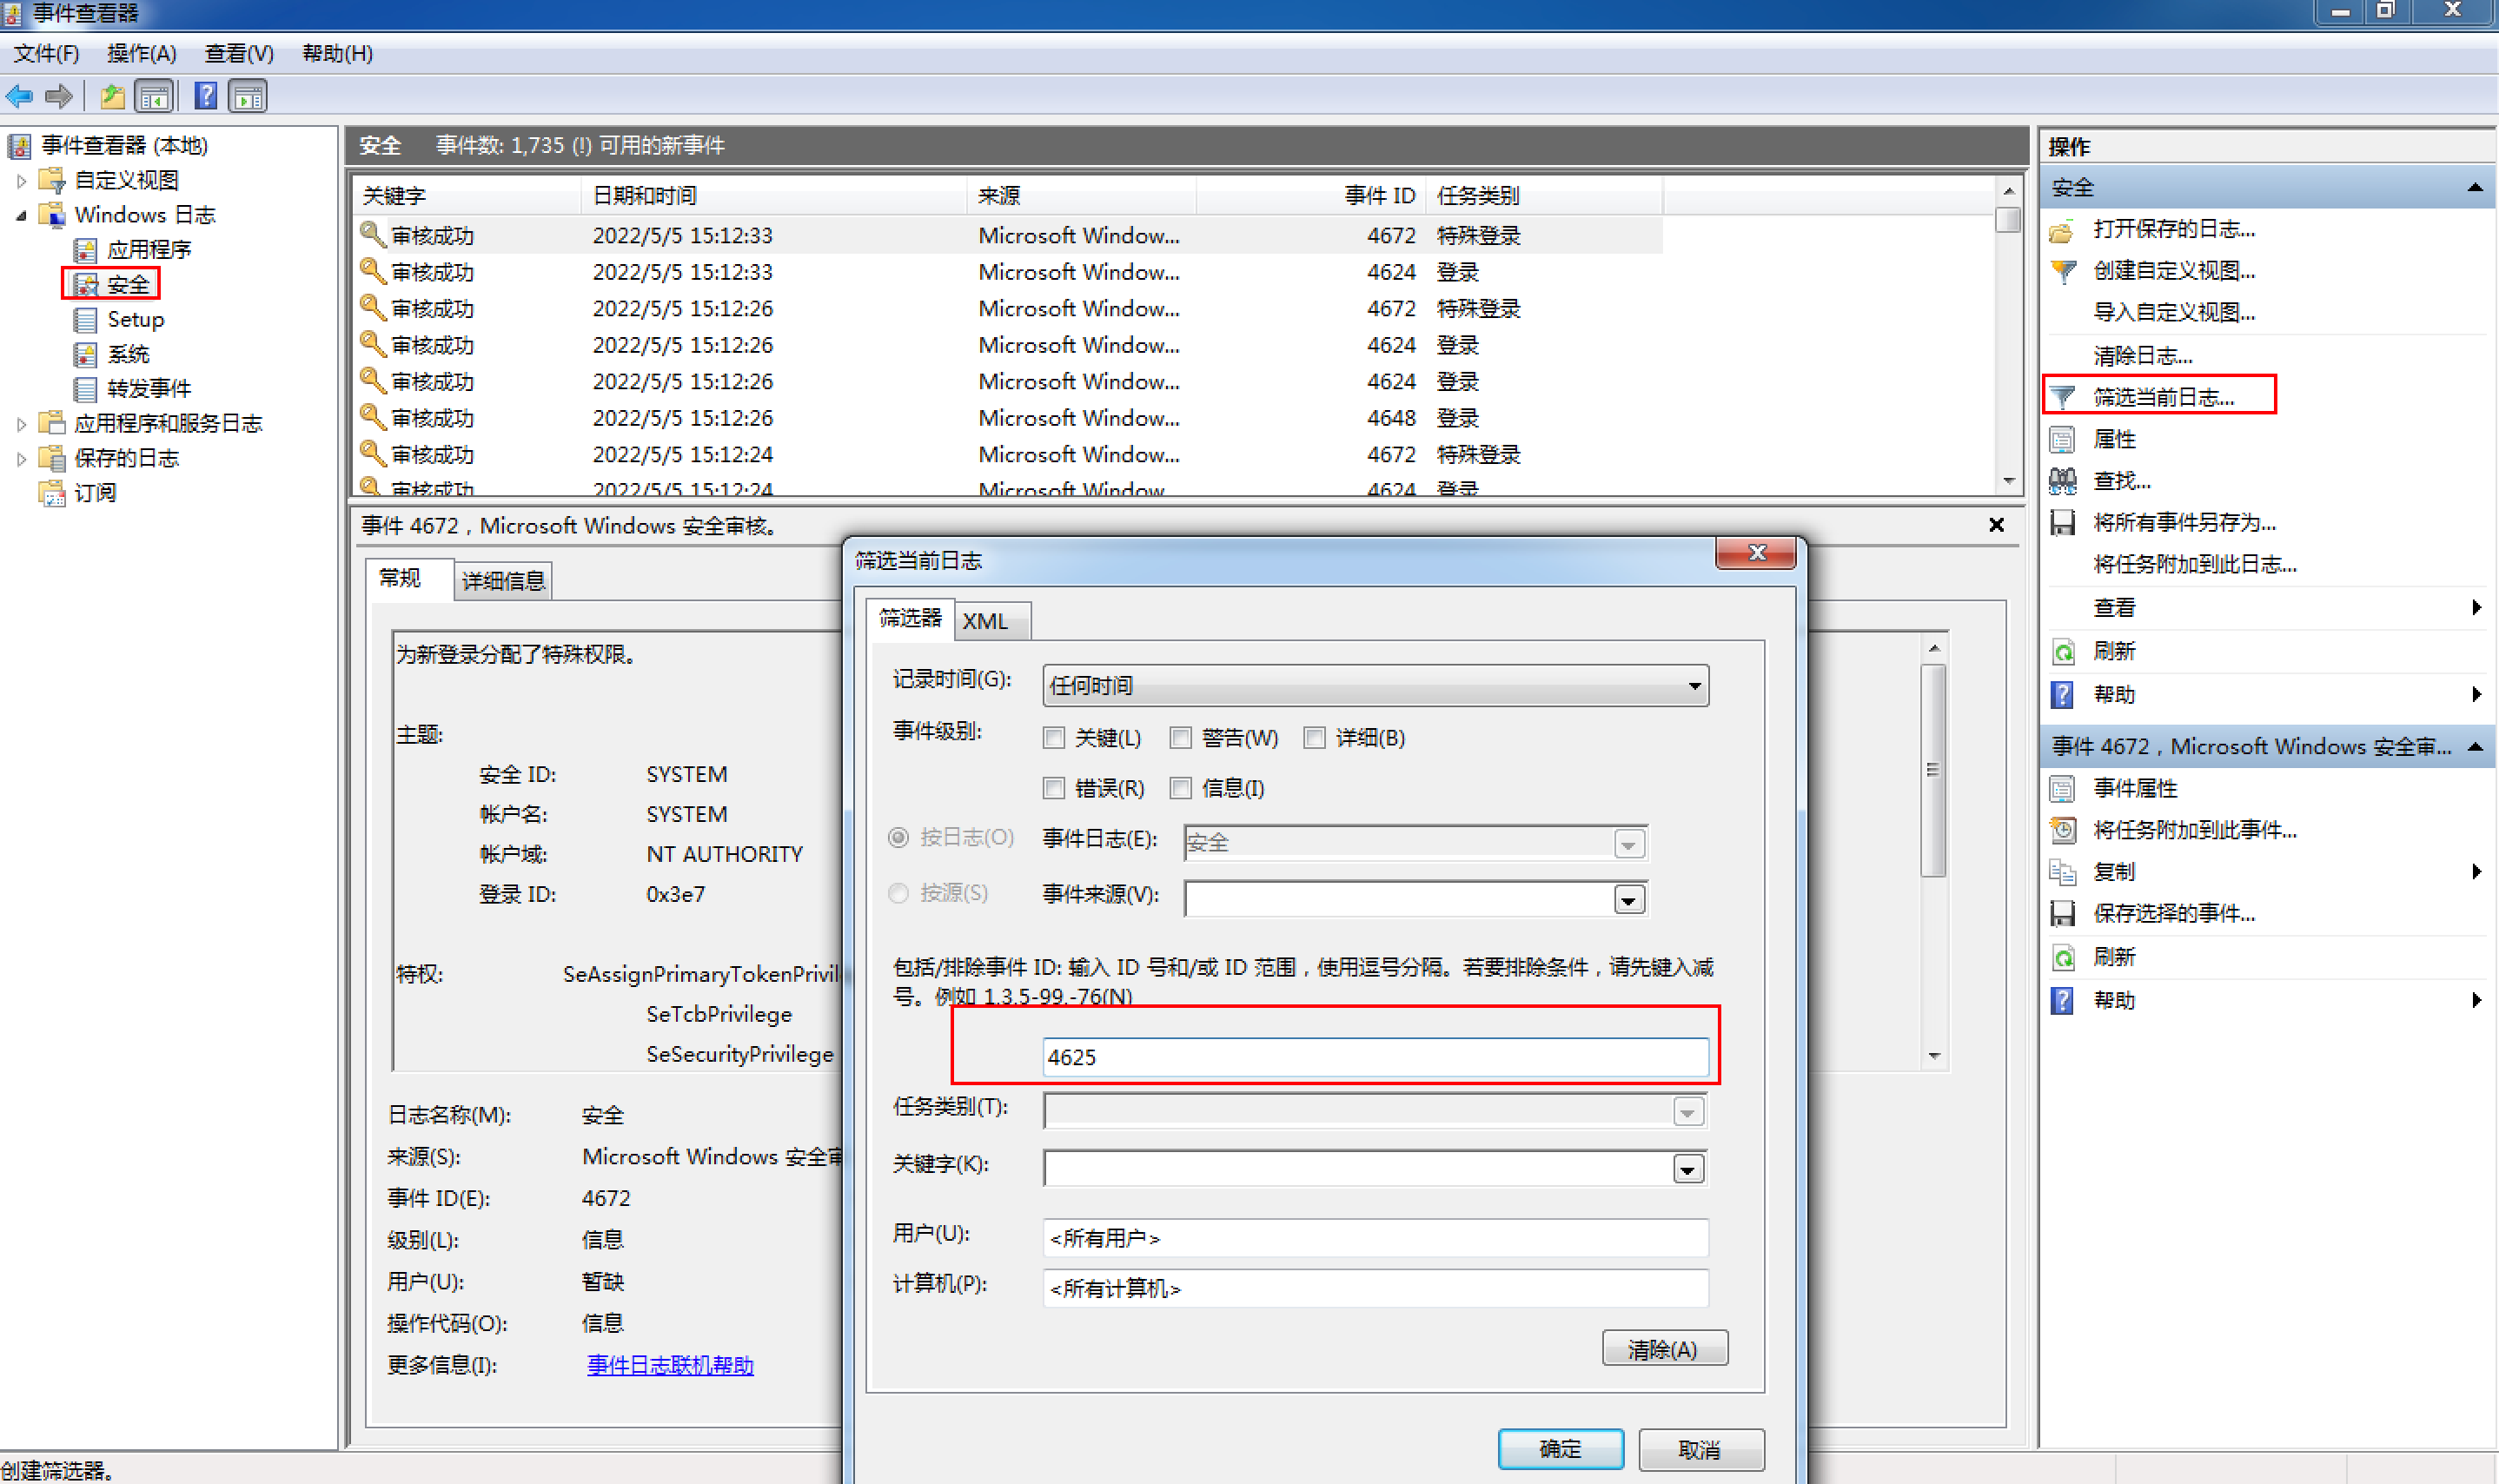 事件查看器
文件(F) 操作(A) 查看(V) 帮助(H)
事件查看器 (本地)
自定义视图
Windows 日志
应用程序
安全
Setup
系统
转发事件
应用程序和服务日志
保存的日志
订阅
安全 事件数: 1,735 (!) 可用的新事件
关键字 日期和时间 来源 事件 ID 任务类别
审核成功 2022/5/5 15:12:33 Microsoft Window... 4672 特殊登录
审核成功 2022/5/5 15:12:33 Microsoft Window... 4624 登录
审核成功 2022/5/5 15:12:26 Microsoft Window... 4672 特殊登录
审核成功 2022/5/5 15:12:26 Microsoft Window... 4624 登录
审核成功 2022/5/5 15:12:26 Microsoft Window... 4624 登录
审核成功 2022/5/5 15:12:26 Microsoft Window... 4648 登录
审核成功 2022/5/5 15:12:24 Microsoft Window... 4672 特殊登录
审核成功 2022/5/5 15:12:24 Microsoft Window 4624 登录
事件 4672，Microsoft Windows 安全审核。
常规 详细信息
为新登录分配了特殊权限。
主题:
安全 ID: SYSTEM
帐户名: SYSTEM
帐户域: NT AUTHORITY
登录 ID: 0x3e7
特权: SeAssignPrimaryTokenPrivil
SeTcbPrivilege
SeSecurityPrivilege
日志名称(M): 安全
来源(S): Microsoft Windows 安全审
事件 ID(E): 4672
级别(L): 信息
用户(U): 暂缺
操作代码(O): 信息
更多信息(I): 事件日志联机帮助
筛选当前日志
筛选器 XML
记录时间(G): 任何时间
事件级别: 关键(L) 警告(W) 详细(B)
错误(R) 信息(I)
按日志(O) 事件日志(E): 安全
按源(S) 事件来源(V):
包括/排除事件 ID: 输入 ID 号和/或 ID 范围，使用逗号分隔。若要排除条件，请先键入减
号。例如 1,3,5-99,-76(N)
4625
任务类别(T):
关键字(K):
用户(U): <所有用户>
计算机(P): <所有计算机>
清除(A)
确定 取消
操作
安全
打开保存的日志...
创建自定义视图...
导入自定义视图...
清除日志...
筛选当前日志...
属性
查找...
将所有事件另存为...
将任务附加到此日志...
查看
刷新
帮助
事件 4672，Microsoft Windows 安全审...
事件属性
将任务附加到此事件...
复制
保存选择的事件...
刷新
帮助
创建筛选器。